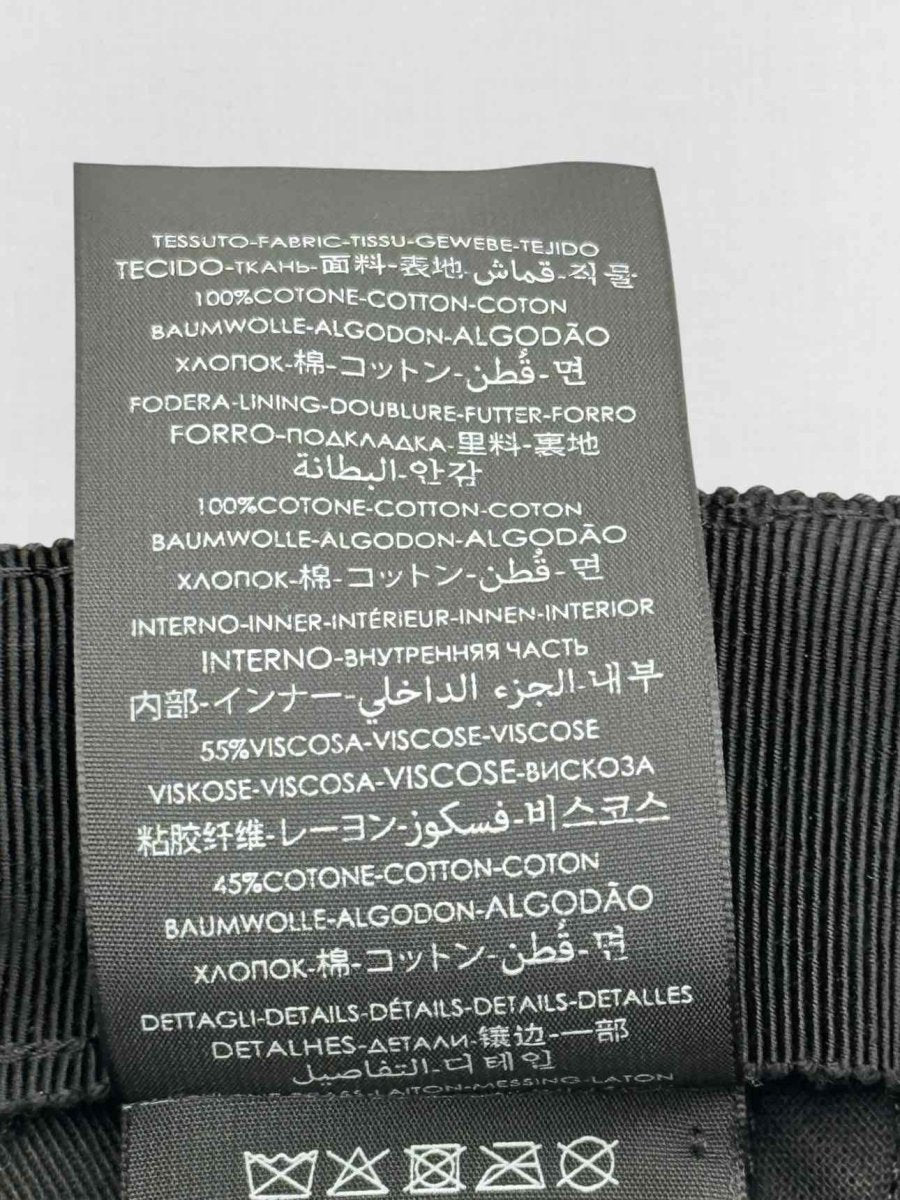 TESSUTO-FABRIC-TISSU-GEWEBE-TEJIDO
TECIDO-ТКАНЬ-面料-表地-قماش-직물
100%COTONE-COTTON-COTON
BAUMWOLLE-ALGODON-ALGODÃO
ХЛОПОК-棉-コットン-قُطن-면
FODERA-LINING-DOUBLURE-FUTTER-FORRO
FORRO-ПОДКЛАДКА-里料-裏地
البطانة-안감
100%COTONE-COTTON-COTON
BAUMWOLLE-ALGODON-ALGODÃO
ХЛОПОК-棉-コットン-قُطن-면
INTERNO-INNER-INTÉRIEUR-INNEN-INTERIOR
INTERNO-ВНУТРЕННЯЯ ЧАСТЬ
内部-インナー-الجزء الداخلي-내부
55%VISCOSA-VISCOSE-VISCOSE
VISKOSE-VISCOSA-VISCOSE-ВИСКОЗА
粘胶纤维-レーヨン-فسكوز-비스코스
45%COTONE-COTTON-COTON
BAUMWOLLE-ALGODON-ALGODÃO
ХЛОПОК-棉-コットン-قُطن-면
DETTAGLI-DETAILS-DÉTAILS-DETAILS-DETALLES
DETALHES-ДЕТАЛИ-镶边-一部
التفاصيل-디테일
LAITON-MESSING-LATON